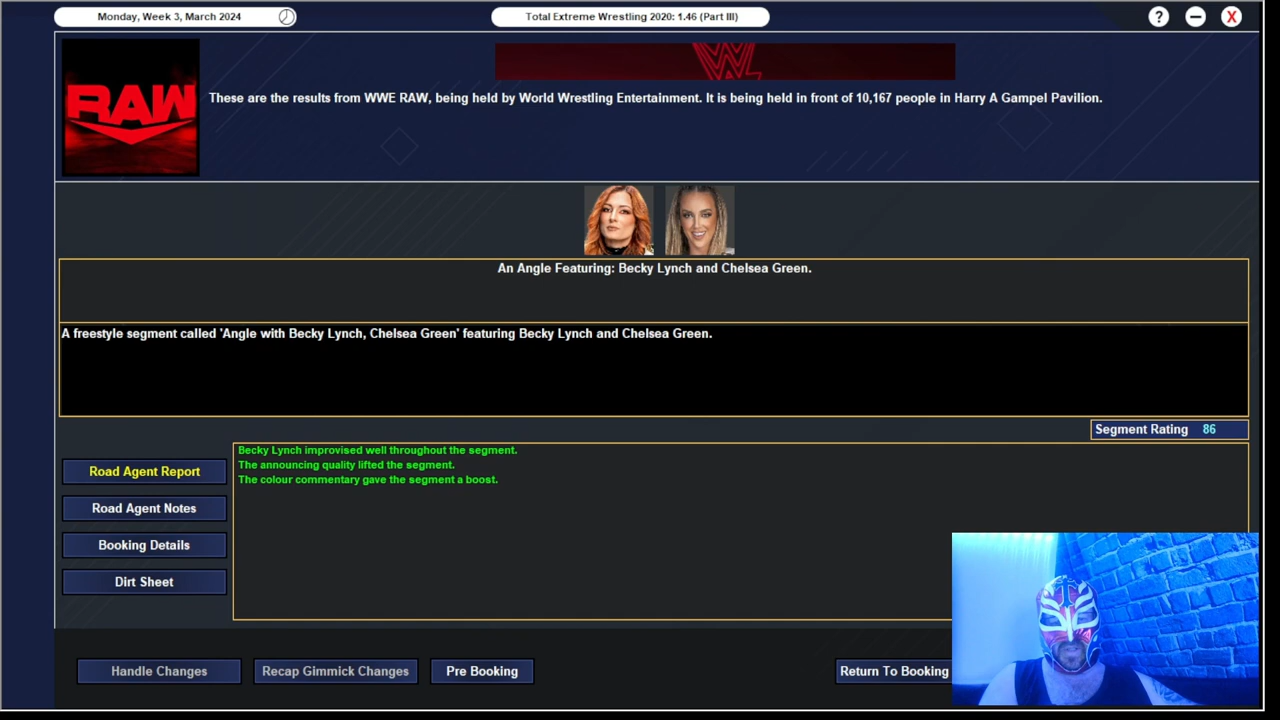 Monday, Week 3, March 2024
Total Extreme Wrestling 2020: 1.46 (Part III)
?
X
RAW
These are the results from WWE RAW, being held by World Wrestling Entertainment. It is being held in front of 10,167 people in Harry A Gampel Pavilion.
An Angle Featuring: Becky Lynch and Chelsea Green.
A freestyle segment called 'Angle with Becky Lynch, Chelsea Green' featuring Becky Lynch and Chelsea Green.
Segment Rating 86
Road Agent Report
Road Agent Notes
Booking Details
Dirt Sheet
Becky Lynch improvised well throughout the segment.
The announcing quality lifted the segment.
The colour commentary gave the segment a boost.
Handle Changes
Recap Gimmick Changes
Pre Booking
Return To Booking